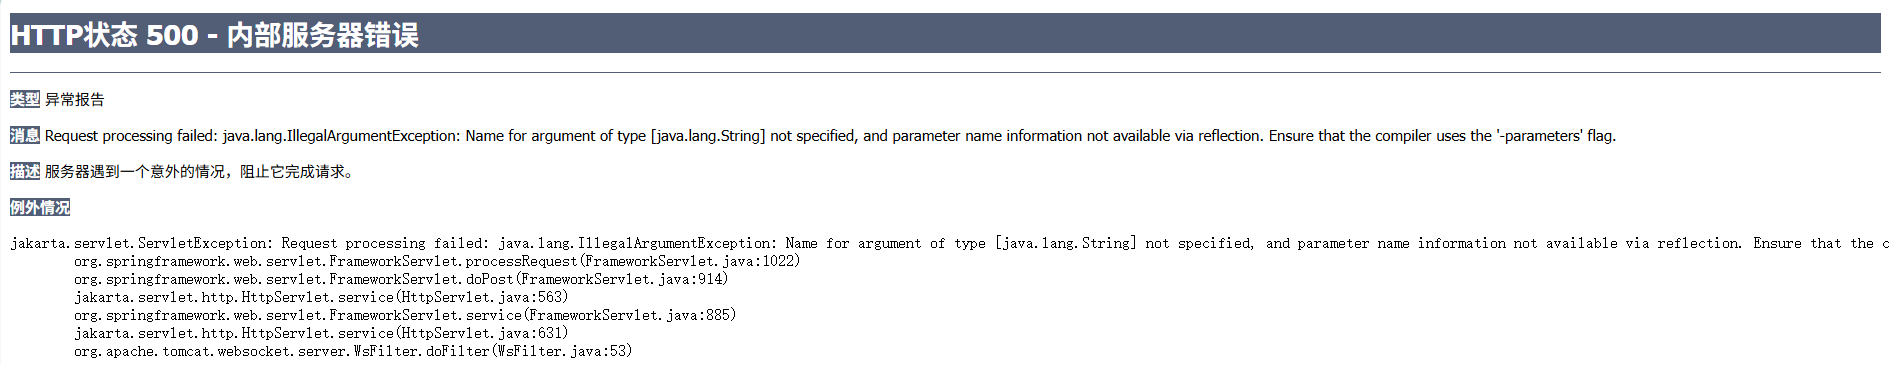 HTTP状态 500 - 内部服务器错误
类型 异常报告
消息 Request processing failed: java.lang.IllegalArgumentException: Name for argument of type [java.lang.String] not specified, and parameter name information not available via reflection. Ensure that the compiler uses the '-parameters' flag.
描述 服务器遇到一个意外的情况，阻止它完成请求。
例外情况
jakarta.servlet.ServletException: Request processing failed: java.lang.IllegalArgumentException: Name for argument of type [java.lang.String] not specified, and parameter name information not available via reflection. Ensure that the c
org.springframework.web.servlet.FrameworkServlet.processRequest(FrameworkServlet.java:1022)
org.springframework.web.servlet.FrameworkServlet.doPost(FrameworkServlet.java:914)
jakarta.servlet.http.HttpServlet.service(HttpServlet.java:563)
org.springframework.web.servlet.FrameworkServlet.service(FrameworkServlet.java:885)
jakarta.servlet.http.HttpServlet.service(HttpServlet.java:631)
org.apache.tomcat.websocket.server.WsFilter.doFilter(WsFilter.java:53)